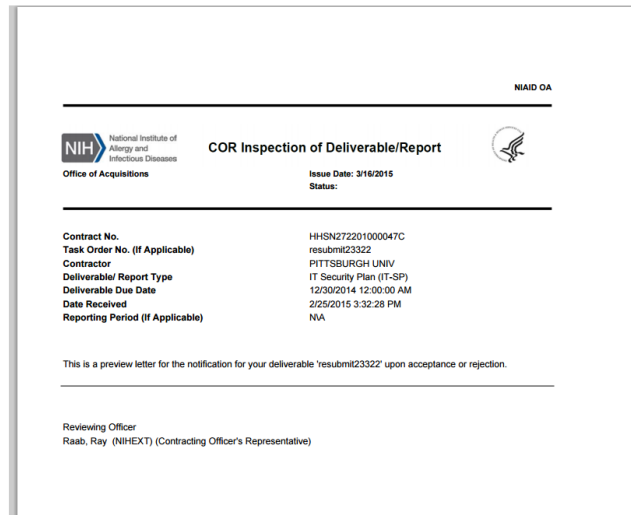 NIAID OA
NIH
National Institute of
Allergy and
Infectious Diseases
COR Inspection of Deliverable/Report
Office of Acquisitions
Issue Date: 3/16/2015
Status:
Contract No. HHSN272201000047C
Task Order No. (If Applicable) resubmit23322
Contractor PITTSBURGH UNIV
Deliverable/ Report Type IT Security Plan (IT-SP)
Deliverable Due Date 12/30/2014 12:00:00 AM
Date Received 2/25/2015 3:32:28 PM
Reporting Period (If Applicable) N\A
This is a preview letter for the notification for your deliverable 'resubmit23322' upon acceptance or rejection.
Reviewing Officer
Raab, Ray (NIHEXT) (Contracting Officer's Representative)